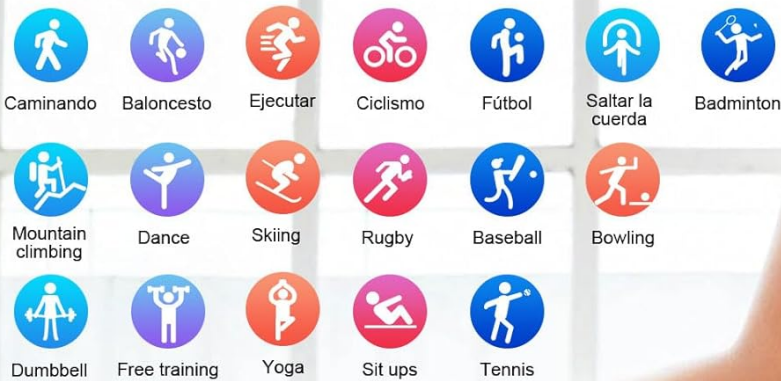 Caminando
Baloncesto
Ejecutar
Ciclismo
Fútbol
Saltar la
cuerda
Badminton
Mountain
climbing
Dance
Skiing
Rugby
Baseball
Bowling
Dumbbell
Free training
Yoga
Sit ups
Tennis